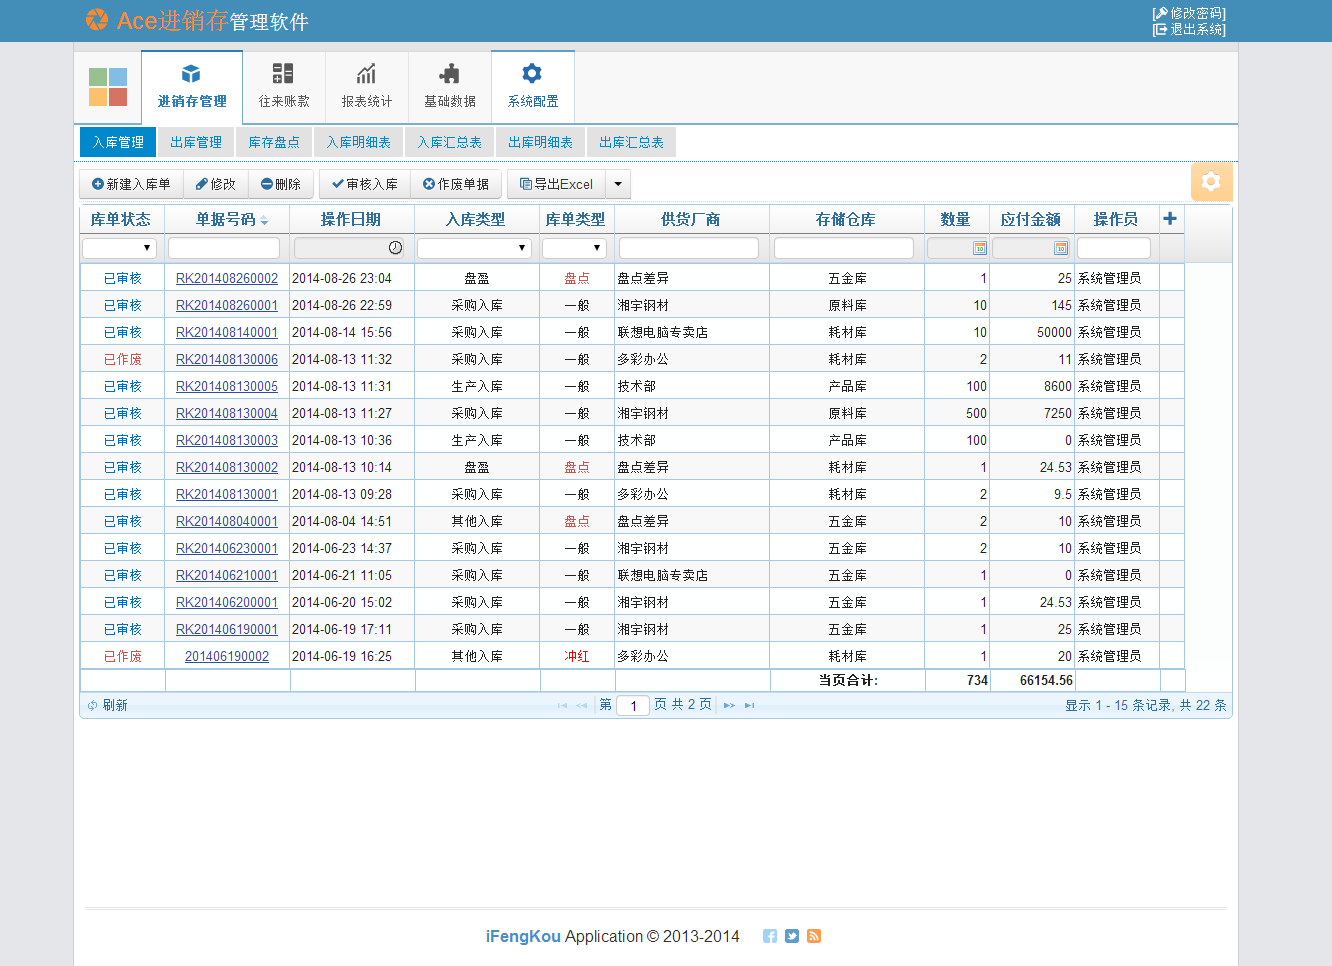 Ace进销存管理软件
[修改密码]
[退出系统]
进销存管理 往来账款 报表统计 基础数据 系统配置
入库管理 出库管理 库存盘点 入库明细表 入库汇总表 出库明细表 出库汇总表
新建入库单 修改 删除 审核入库 作废单据 导出Excel
库单状态 单据号码 操作日期 入库类型 库单类型 供货厂商 存储仓库 数量 应付金额 操作员
已审核 RK201408260002 2014-08-26 23:04 盘盈 盘点 盘点差异 五金库 1 25 系统管理员
已审核 RK201408260001 2014-08-26 22:59 采购入库 一般 湘宇钢材 原料库 10 145 系统管理员
已审核 RK201408140001 2014-08-14 15:56 采购入库 一般 联想电脑专卖店 耗材库 10 50000 系统管理员
已作废 RK201408130006 2014-08-13 11:32 采购入库 一般 多彩办公 耗材库 2 11 系统管理员
已审核 RK201408130005 2014-08-13 11:31 生产入库 一般 技术部 产品库 100 8600 系统管理员
已审核 RK201408130004 2014-08-13 11:27 采购入库 一般 湘宇钢材 原料库 500 7250 系统管理员
已审核 RK201408130003 2014-08-13 10:36 生产入库 一般 技术部 产品库 100 0 系统管理员
已审核 RK201408130002 2014-08-13 10:14 盘盈 盘点 盘点差异 耗材库 1 24.53 系统管理员
已审核 RK201408130001 2014-08-13 09:28 采购入库 一般 多彩办公 耗材库 2 9.5 系统管理员
已审核 RK201408040001 2014-08-04 14:51 其他入库 盘点 盘点差异 五金库 2 10 系统管理员
已审核 RK201406230001 2014-06-23 14:37 采购入库 一般 湘宇钢材 五金库 2 10 系统管理员
已审核 RK201406210001 2014-06-21 11:05 采购入库 一般 联想电脑专卖店 五金库 1 0 系统管理员
已审核 RK201406200001 2014-06-20 15:02 采购入库 一般 湘宇钢材 五金库 1 24.53 系统管理员
已审核 RK201406190001 2014-06-19 17:11 采购入库 一般 湘宇钢材 五金库 1 25 系统管理员
已作废 201406190002 2014-06-19 16:25 其他入库 冲红 多彩办公 耗材库 1 20 系统管理员
当页合计: 734 66154.56
刷新 第 1 页 共 2 页 显示 1 - 15 条记录, 共 22 条
iFengKou Application © 2013-2014